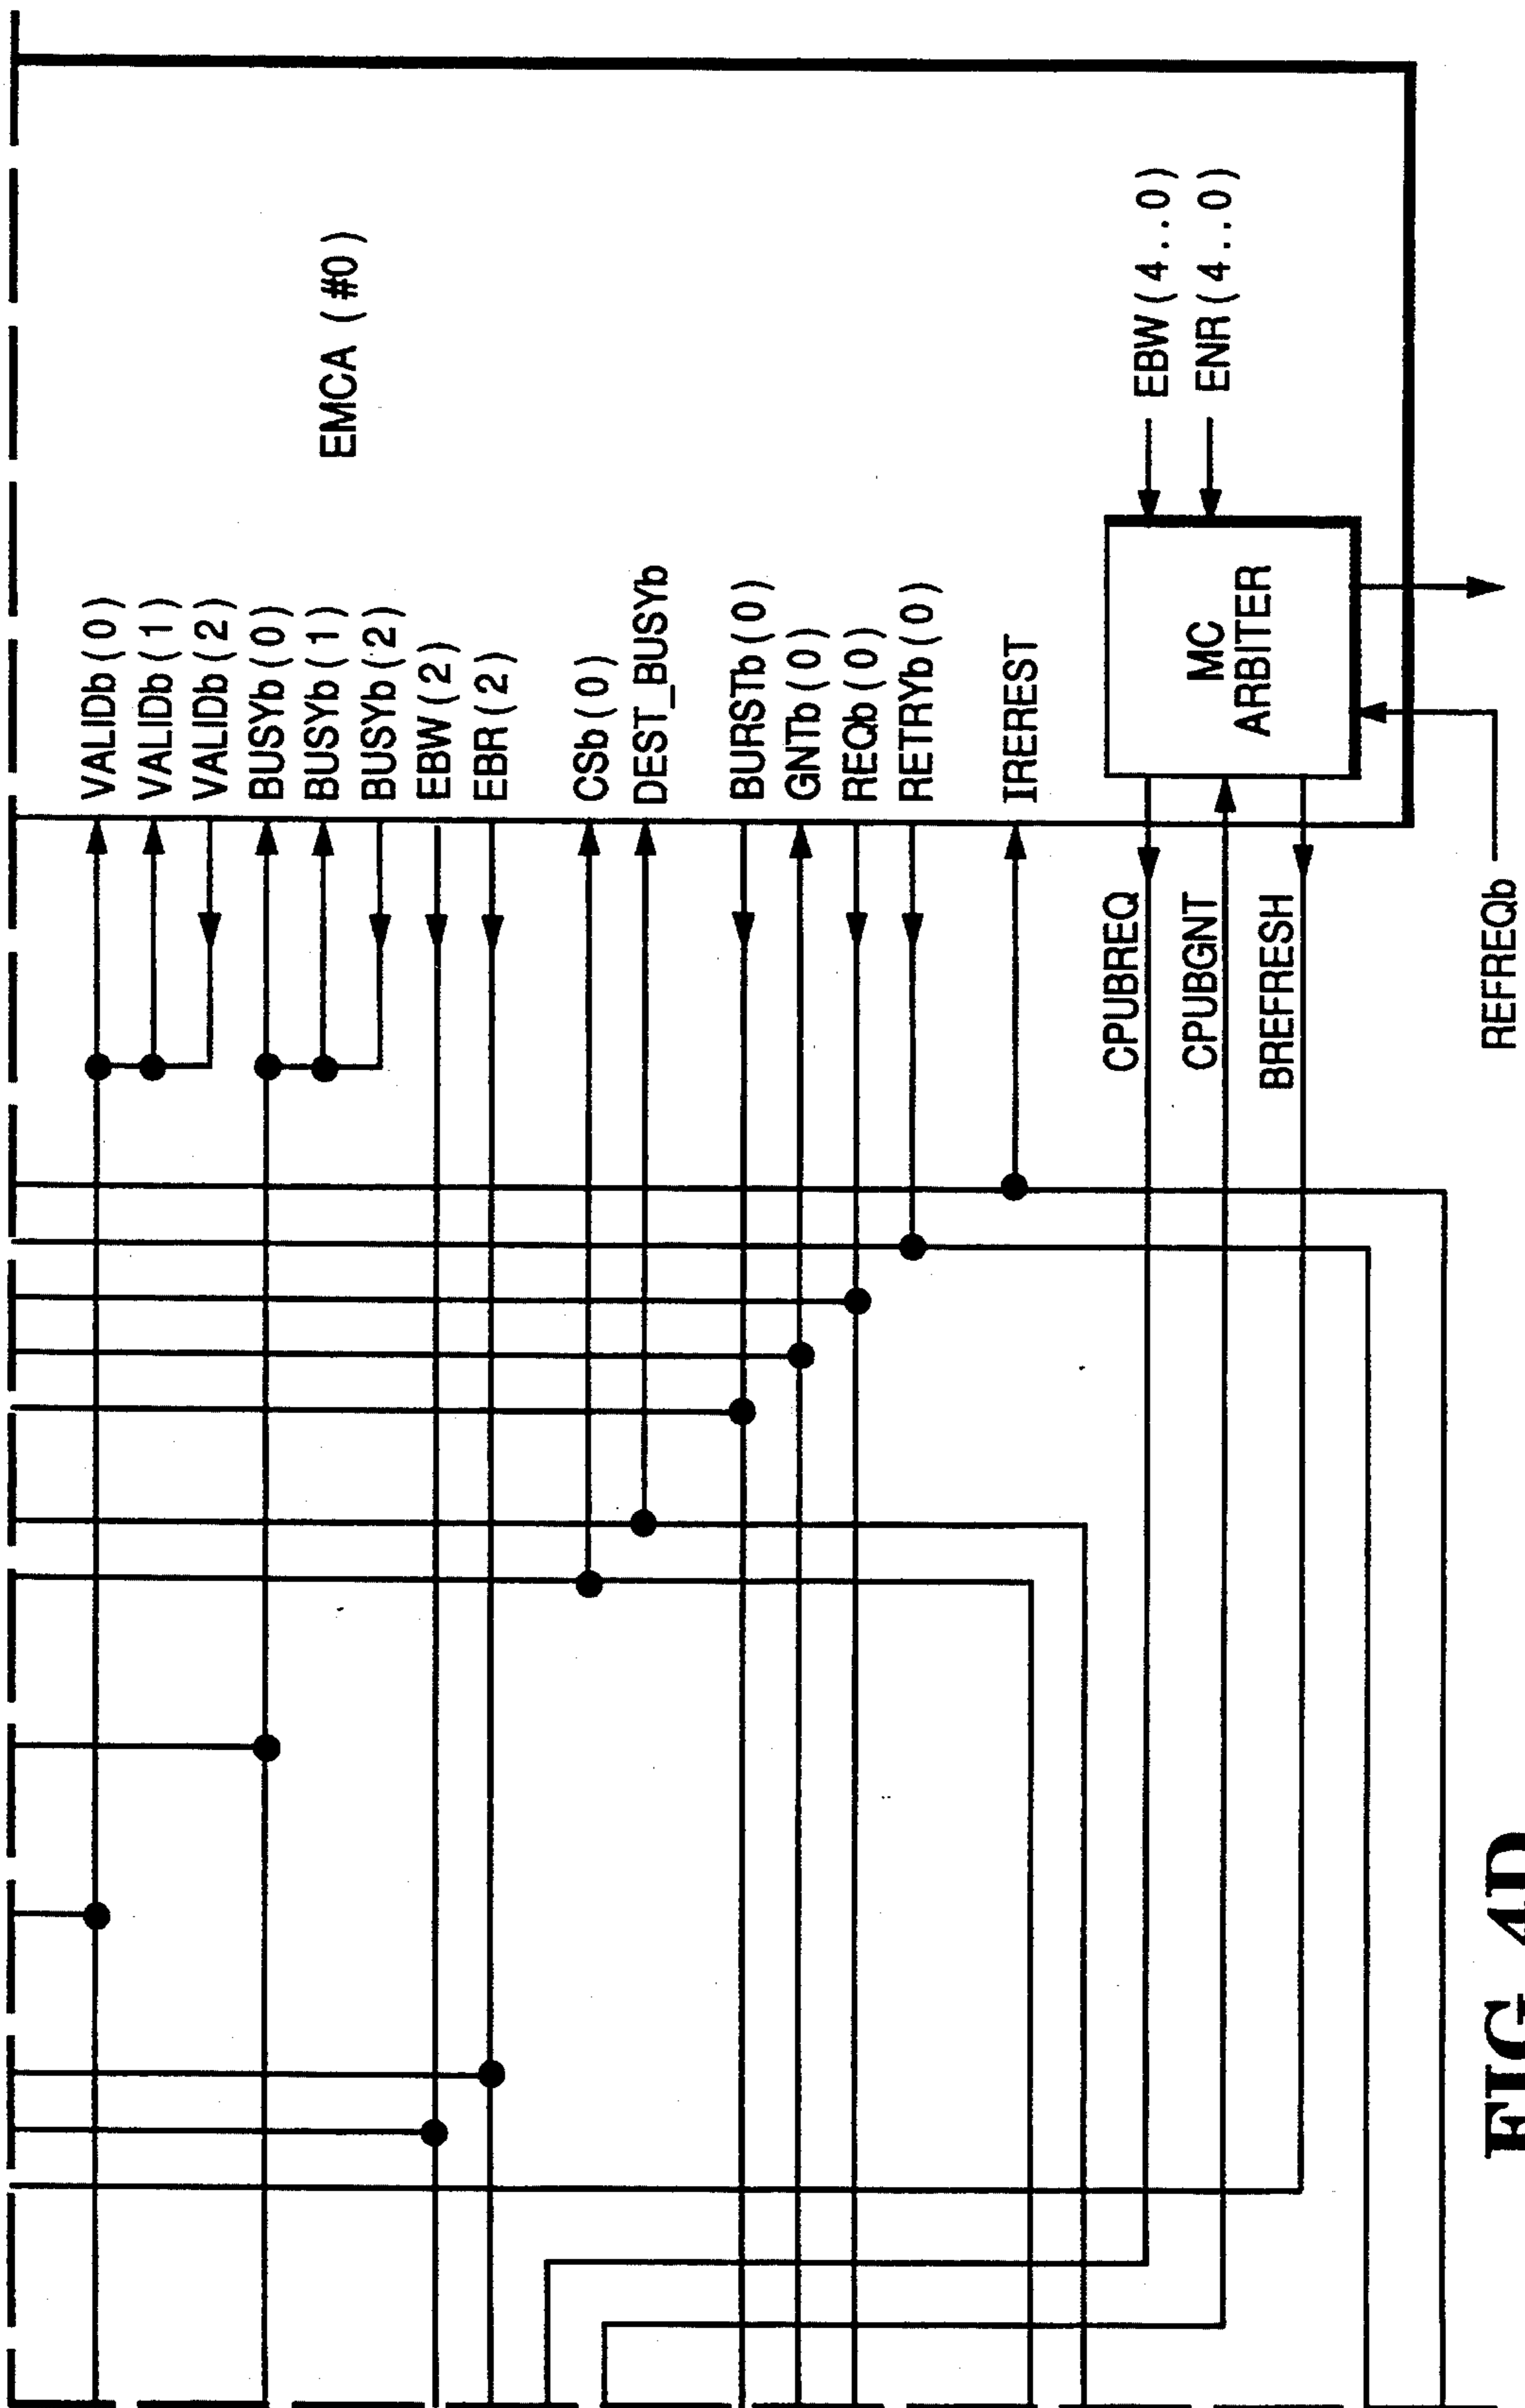 EMCA (#0)
VALIDb(0)
VALIDb(1)
VALIDb(2)
BUSYb(0)
BUSYb(1)
BUSYb(2)
EBW(2)
EBR(2)
CSb(0)
DEST_BUSYb
BURSTb(0)
GNTb(0)
REQb(0)
RETRYb(0)
IREREST
MC
ARBITER
EBW(4..0)
ENR(4..0)
CPUBREQ
CPUBGNT
BREFRESH
REFREQb
FIG. 4D